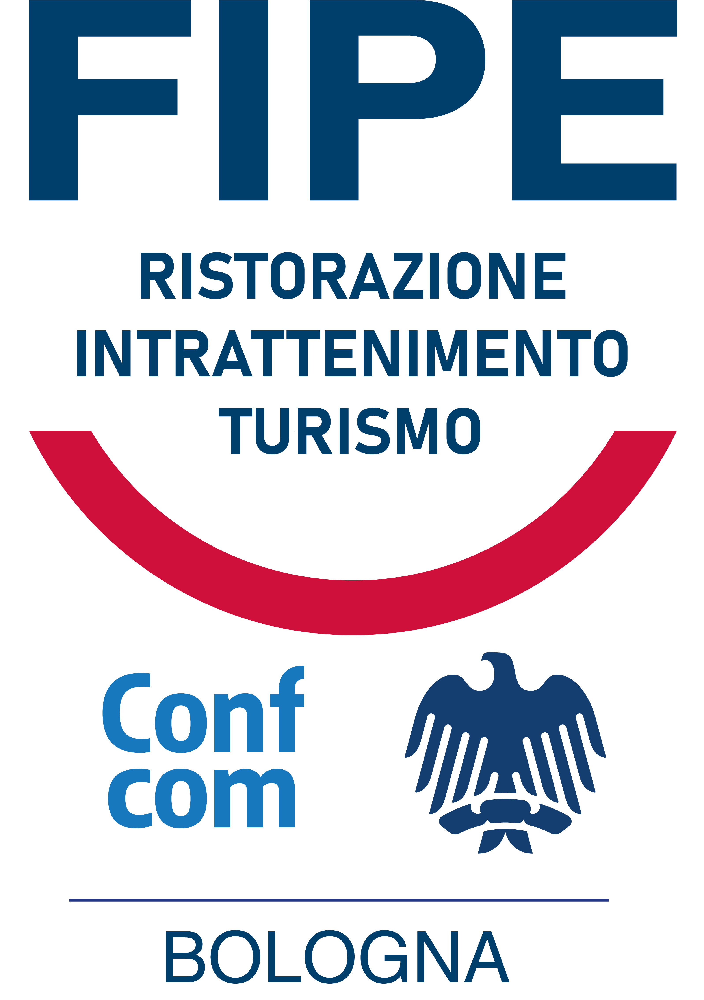 FIPE
RISTORAZIONE
INTRATTENIMENTO
TURISMO
Conf
com
BOLOGNA